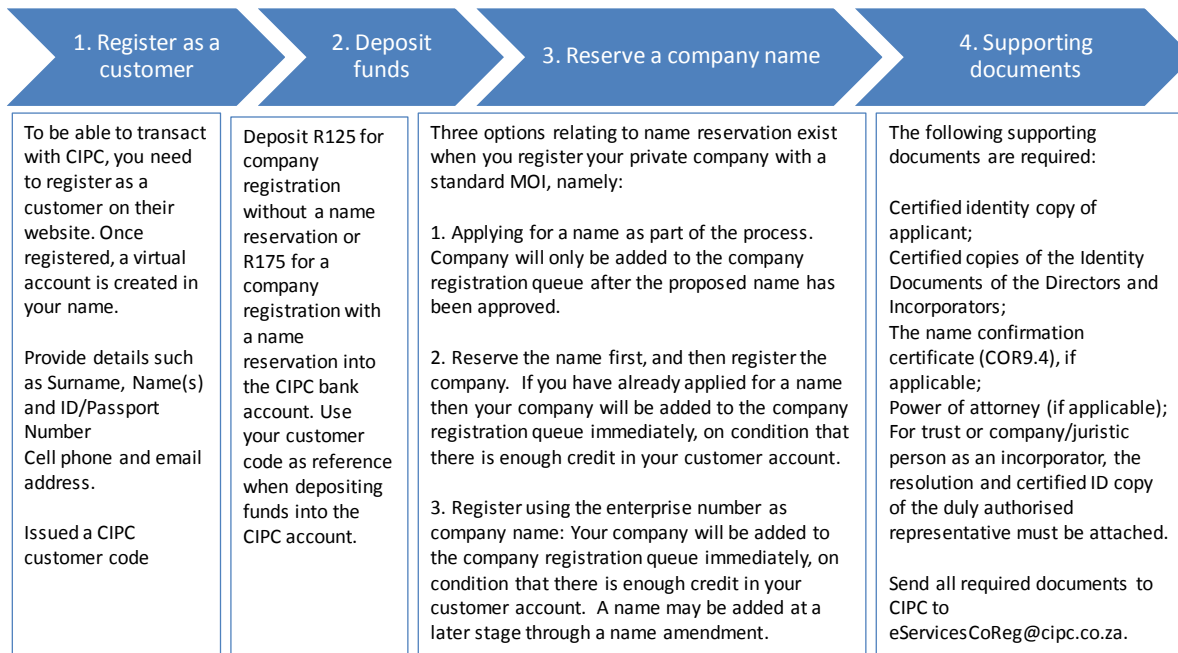 1. Register as a
customer
2. Deposit
funds
3. Reserve a company name
4. Supporting
documents
To be able to transact
with CIPC, you need
to register as a
customer on their
website. Once
registered, a virtual
account is created in
your name.
Provide details such
as Surname, Name(s)
and ID/Passport
Number
Cell phone and email
address.
Issued a CIPC
customer code
Deposit R125 for
company
registration
without a name
reservation or
R175 for a
company
registration with
a name
reservation into
the CIPC bank
account. Use
your customer
code as reference
when depositing
funds into the
CIPC account.
Three options relating to name reservation exist
when you register your private company with a
standard MOI, namely:
1. Applying for a name as part of the process.
Company will only be added to the company
registration queue after the proposed name has
been approved.
2. Reserve the name first, and then register the
company. If you have already applied for a name
then your company will be added to the company
registration queue immediately, on condition that
there is enough credit in your customer account.
3. Register using the enterprise number as
company name: Your company will be added to
the company registration queue immediately, on
condition that there is enough credit in your
customer account. A name may be added at a
later stage through a name amendment.
The following supporting
documents are required:
Certified identity copy of
applicant;
Certified copies of the Identity
Documents of the Directors and
Incorporators;
The name confirmation
certificate (COR9.4), if
applicable;
Power of attorney (if applicable);
For trust or company/juristic
person as an incorporator, the
resolution and certified ID copy
of the duly authorised
representative must be attached.
Send all required documents to
CIPC to
eServicesCoReg@cipc.co.za.